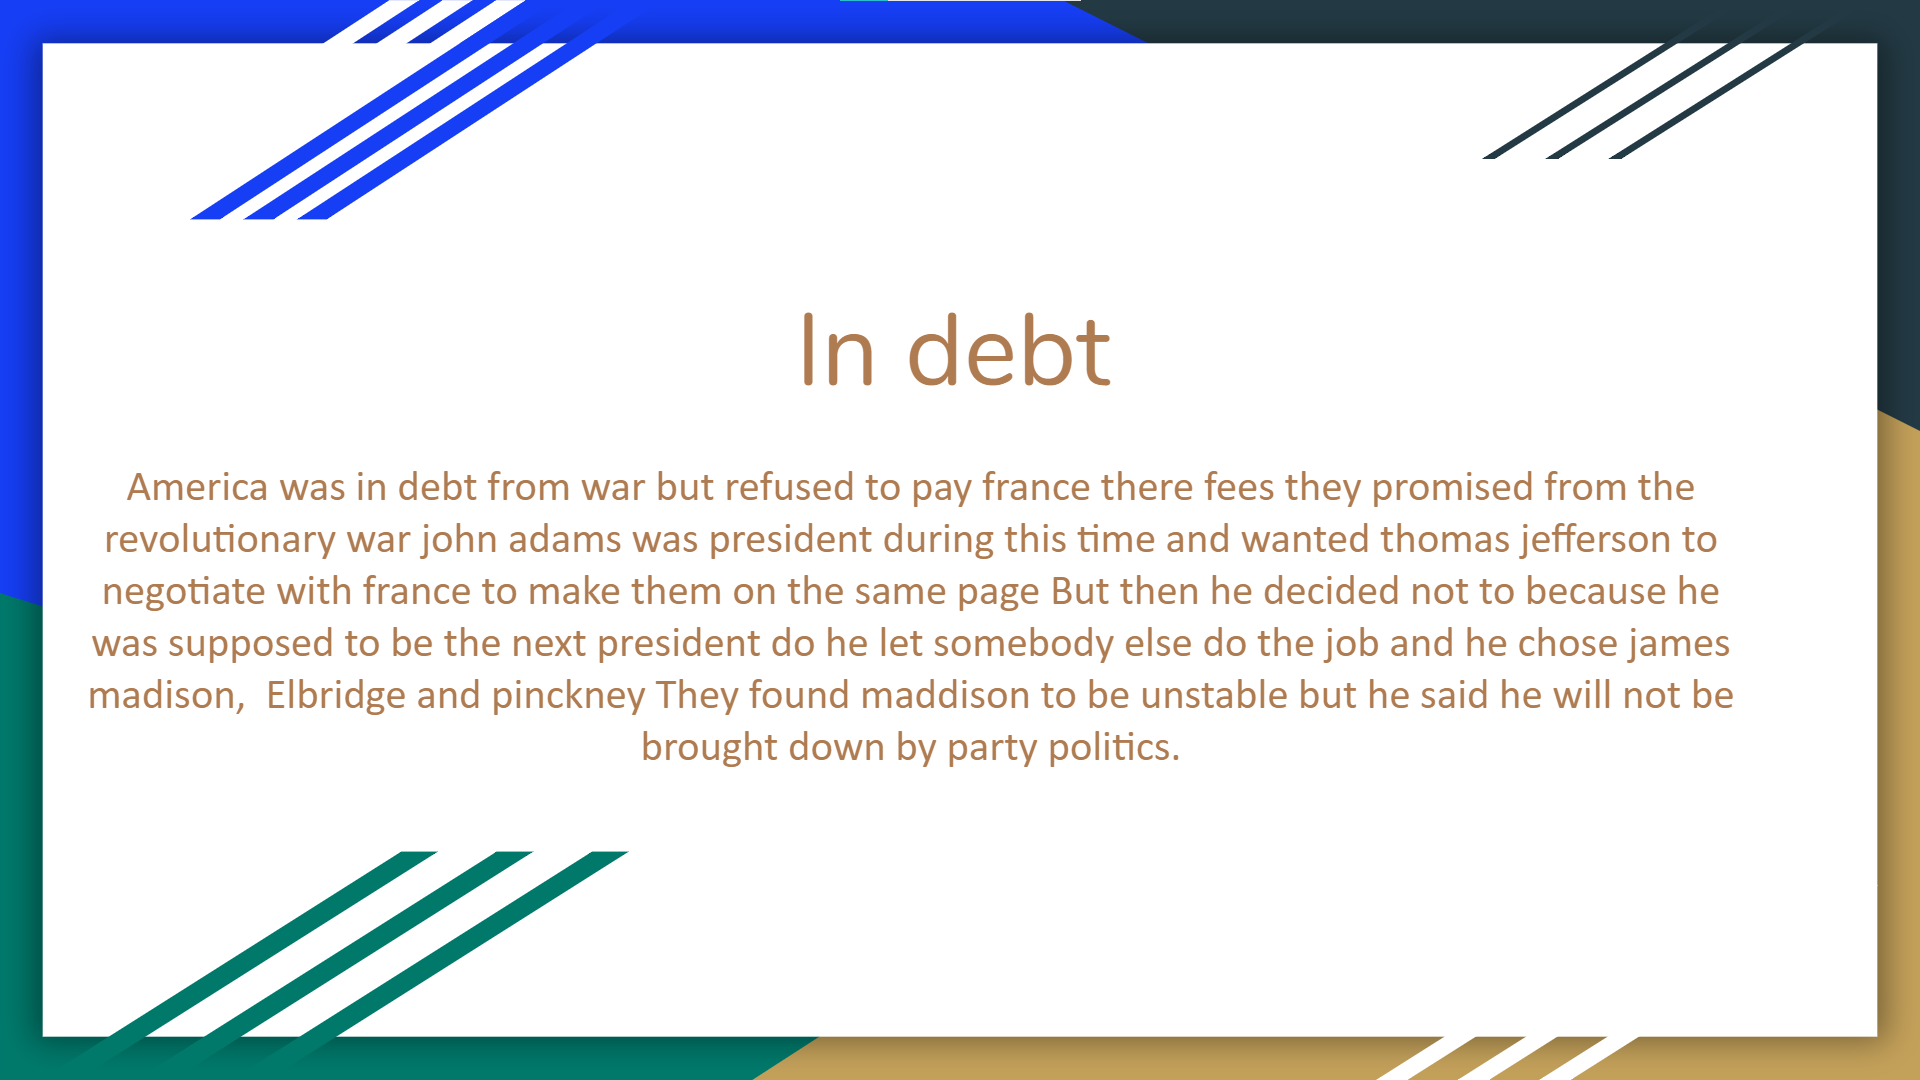 In debt
America was in debt from war but refused to pay france there fees they promised from the
revolutionary war john adams was president during this time and wanted thomas jefferson to
negotiate with france to make them on the same page But then he decided not to because he
was supposed to be the next president do he let somebody else do the job and he chose james
madison,  Elbridge and pinckney They found maddison to be unstable but he said he will not be
brought down by party politics.